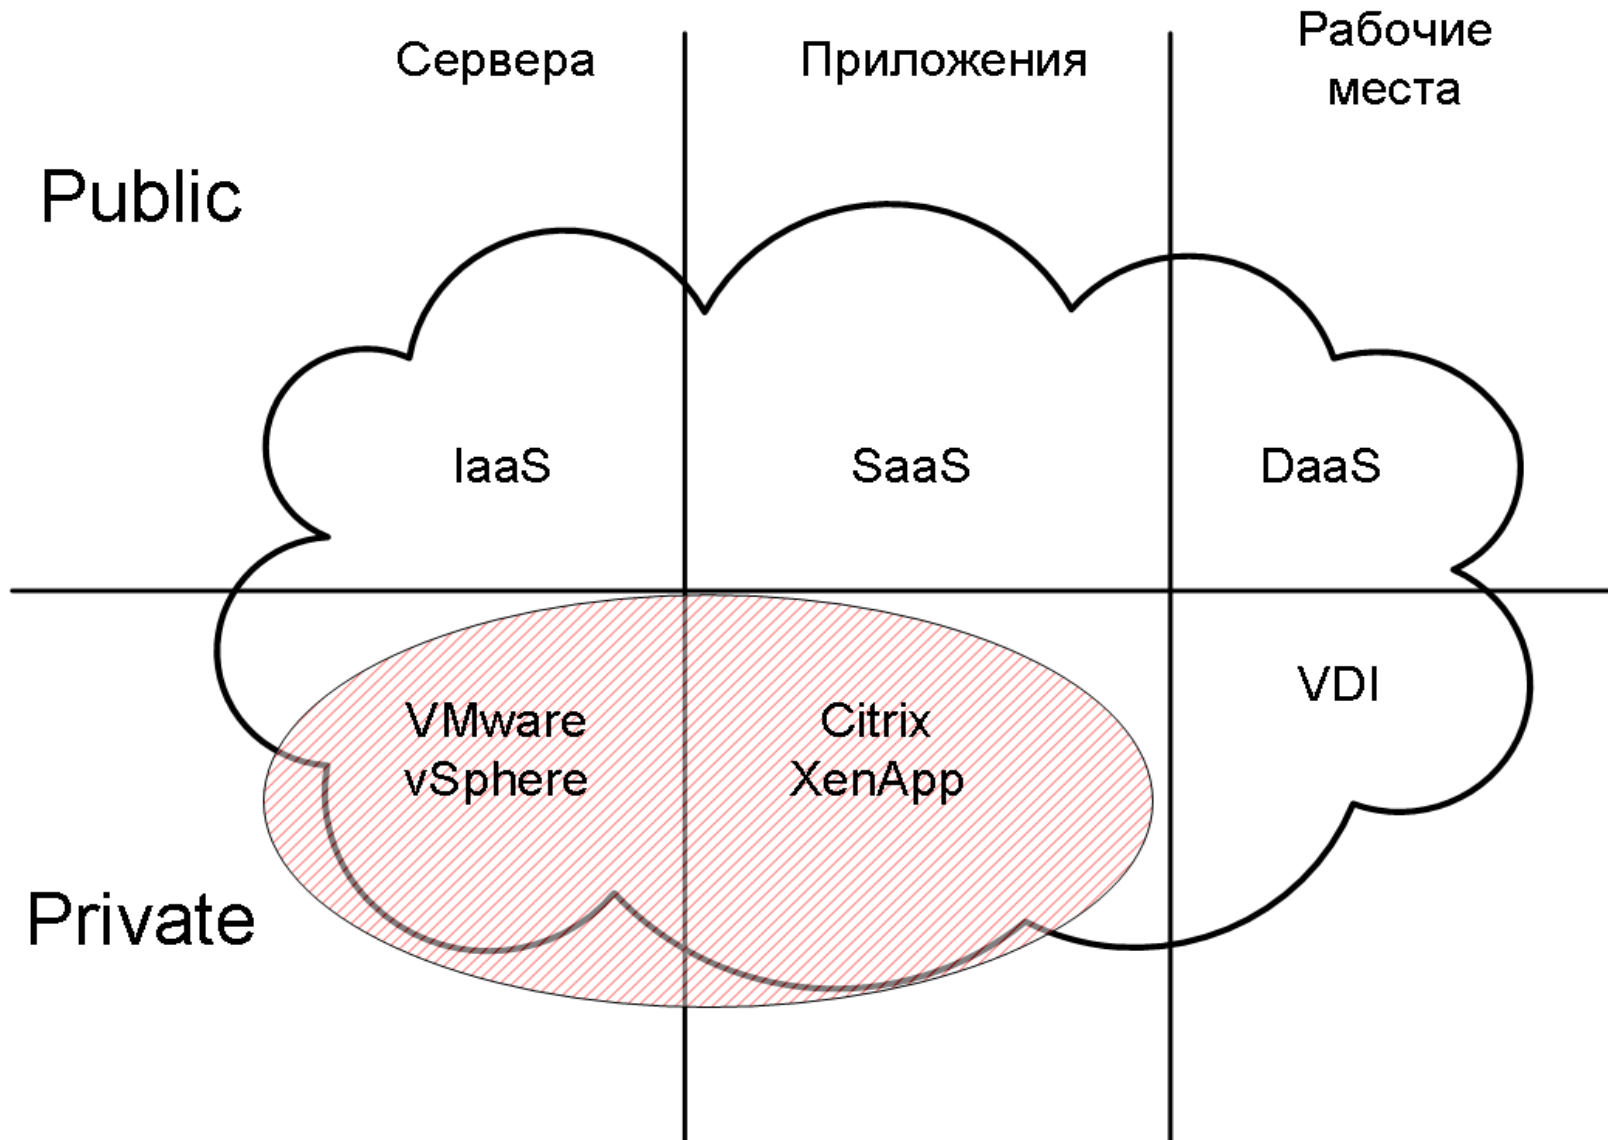 Сервера
Приложения
Рабочие
места
Public
IaaS
SaaS
DaaS
VMware
vSphere
Citrix
XenApp
VDI
Private